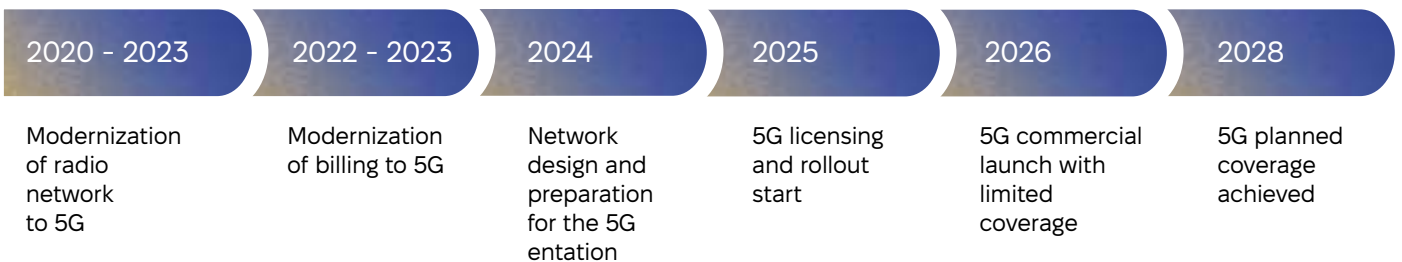 2020 - 2023
Modernization
of radio
network
to 5G
2022 - 2023
Modernization
of billing to 5G
2024
Network
design and
preparation
for the 5G
entation
2025
5G licensing
and rollout
start
2026
5G commercial
launch with
limited
coverage
2028
5G planned
coverage
achieved